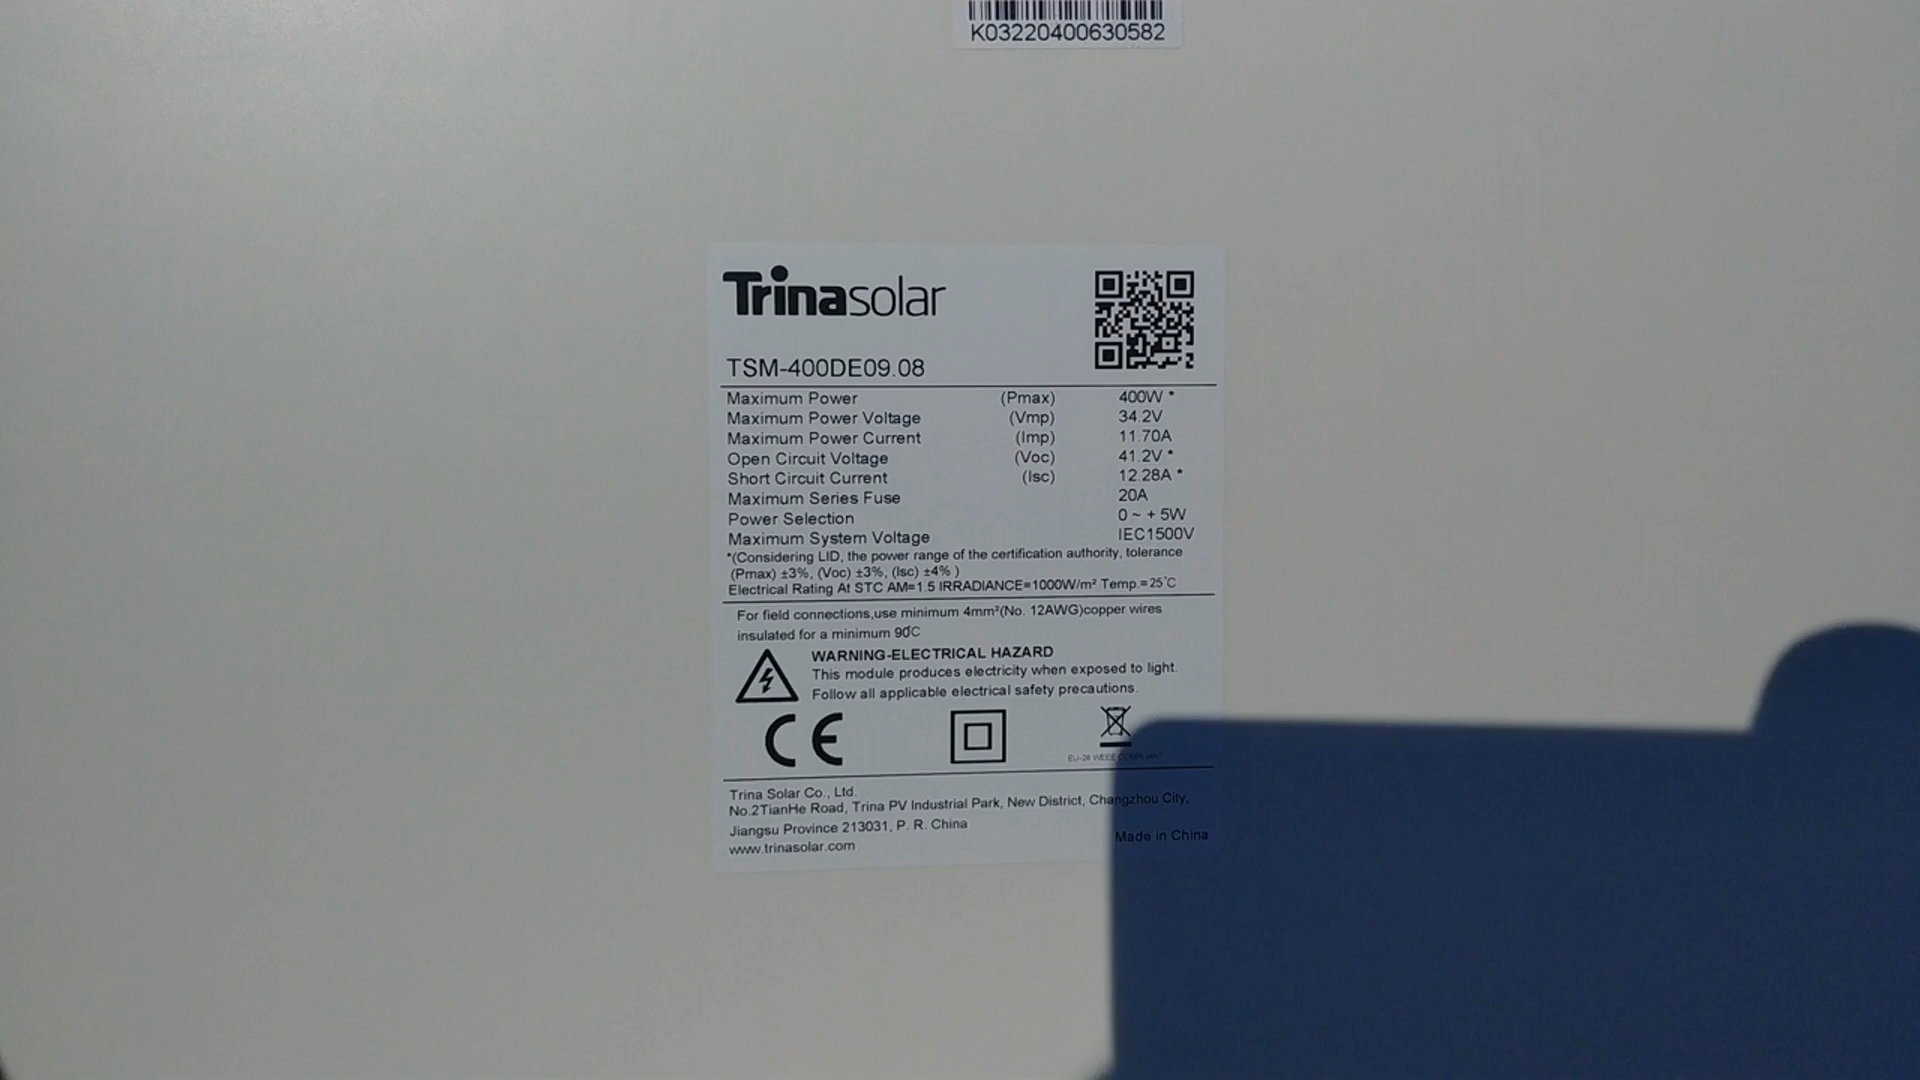 K03220400630582
Trinasolar
TSM-400DE09.08
Maximum Power (Pmax) 400W *
Maximum Power Voltage (Vmp) 34.2V
Maximum Power Current (Imp) 11.70A
Open Circuit Voltage (Voc) 41.2V *
Short Circuit Current (Isc) 12.28A *
Maximum Series Fuse 20A
Power Selection 0 ~ + 5W
Maximum System Voltage IEC1500V
*(Considering LID, the power range of the certification authority, tolerance
(Pmax) ±3%, (Voc) ±3%, (Isc) ±4% )
Electrical Rating At STC AM=1.5 IRRADIANCE=1000W/m² Temp.=25°C
For field connections,use minimum 4mm²(No. 12AWG)copper wires
insulated for a minimum 90°C
WARNING-ELECTRICAL HAZARD
This module produces electricity when exposed to light.
Follow all applicable electrical safety precautions.
CE
EU-28 WEEE COMPLIANT
Trina Solar Co., Ltd.
No.2TianHe Road, Trina PV Industrial Park, New District, Changzhou City,
Jiangsu Province 213031, P. R. China
Made in China
www.trinasolar.com